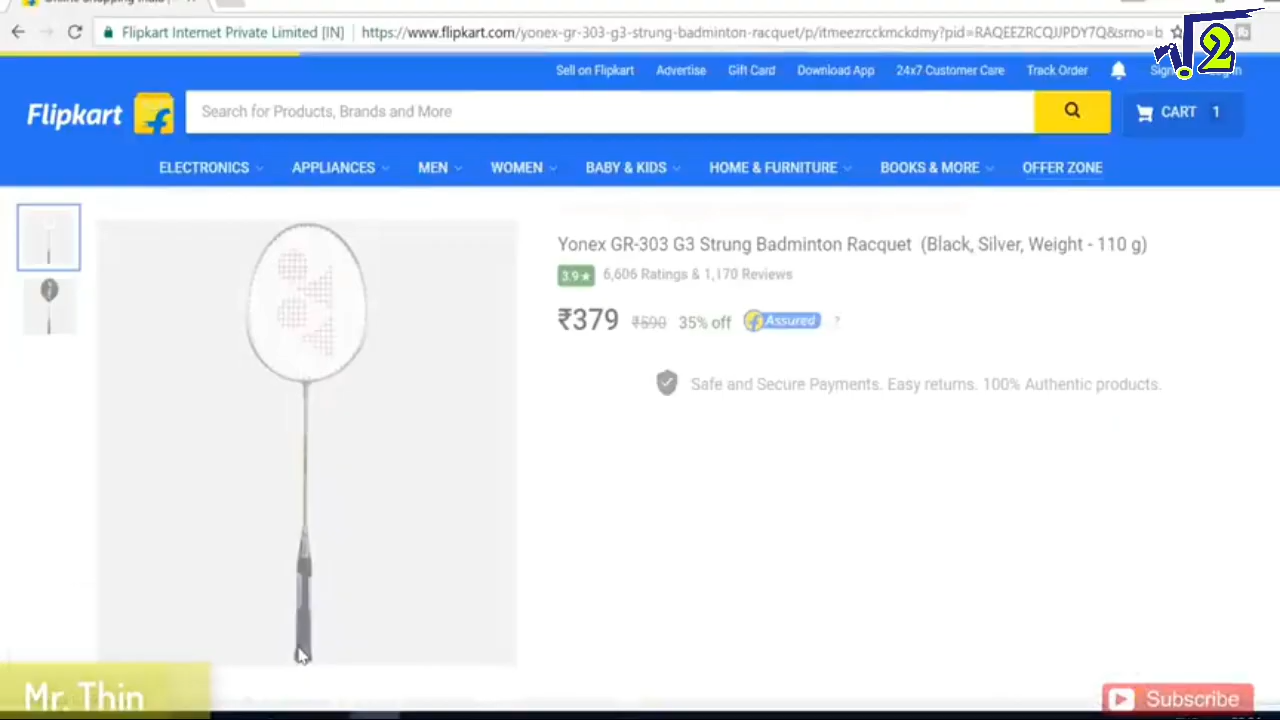 Flipkart Internet Private Limited [IN]
https://www.flipkart.com/yonex-gr-303-g3-strung-badminton-racquet/p/itmeezrcckmckdmy?pid=RAQEEZRCQJJPDY7Q&srno=b
√2
Sell on Flipkart
Advertise
Gift Card
Download App
24x7 Customer Care
Track Order
Flipkart
Search for Products, Brands and More
CART 1
ELECTRONICS
APPLIANCES
MEN
WOMEN
BABY & KIDS
HOME & FURNITURE
BOOKS & MORE
OFFER ZONE
Yonex GR-303 G3 Strung Badminton Racquet (Black, Silver, Weight - 110 g)
3.9★ 6,606 Ratings & 1,170 Reviews
₹379 ₹590 35% off Assured ?
Safe and Secure Payments. Easy returns. 100% Authentic products.
Mr. Thin
Subscribe